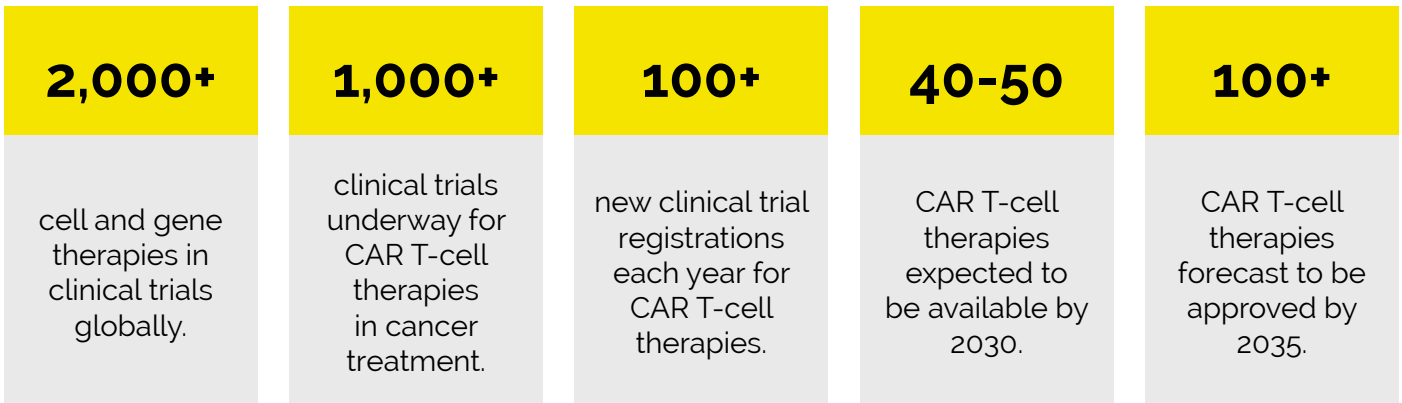 2,000+
cell and gene
therapies in
clinical trials
globally.
1,000+
clinical trials
underway for
CAR T-cell
therapies
in cancer
treatment.
100+
new clinical trial
registrations
each year for
CAR T-cell
therapies.
40-50
CAR T-cell
therapies
expected to
be available by
2030.
100+
CAR T-cell
therapies
forecast to be
approved by
2035.